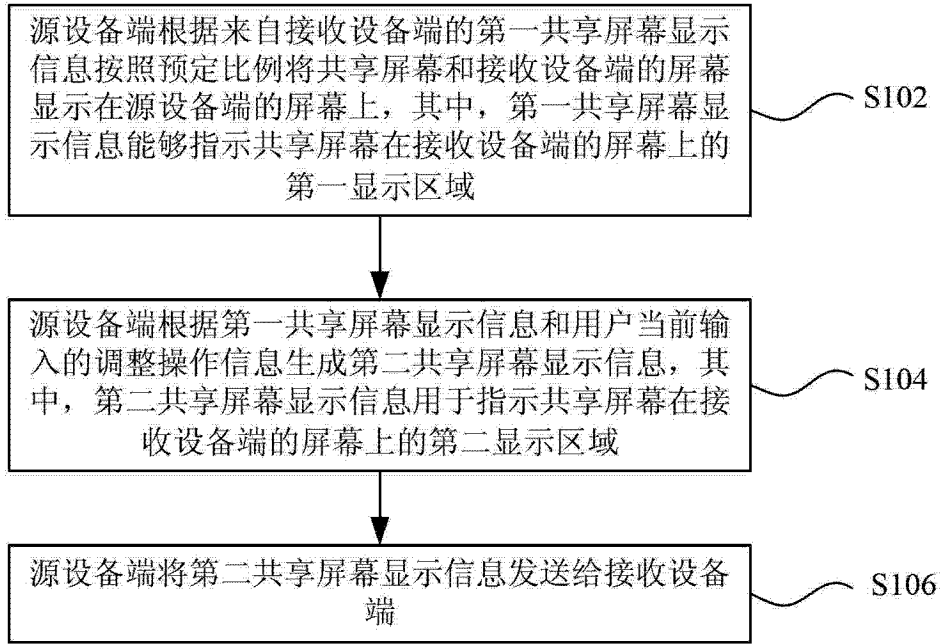 源设备端根据来自接收设备端的第一共享屏幕显示
信息按照预定比例将共享屏幕和接收设备端的屏幕
显示在源设备端的屏幕上，其中，第一共享屏幕显
示信息能够指示共享屏幕在接收设备端的屏幕上的
第一显示区域
S102
源设备端根据第一共享屏幕显示信息和用户当前输
入的调整操作信息生成第二共享屏幕显示信息，其
中，第二共享屏幕显示信息用于指示共享屏幕在接
收设备端的屏幕上的第二显示区域
S104
源设备端将第二共享屏幕显示信息发送给接收设备
端
S106